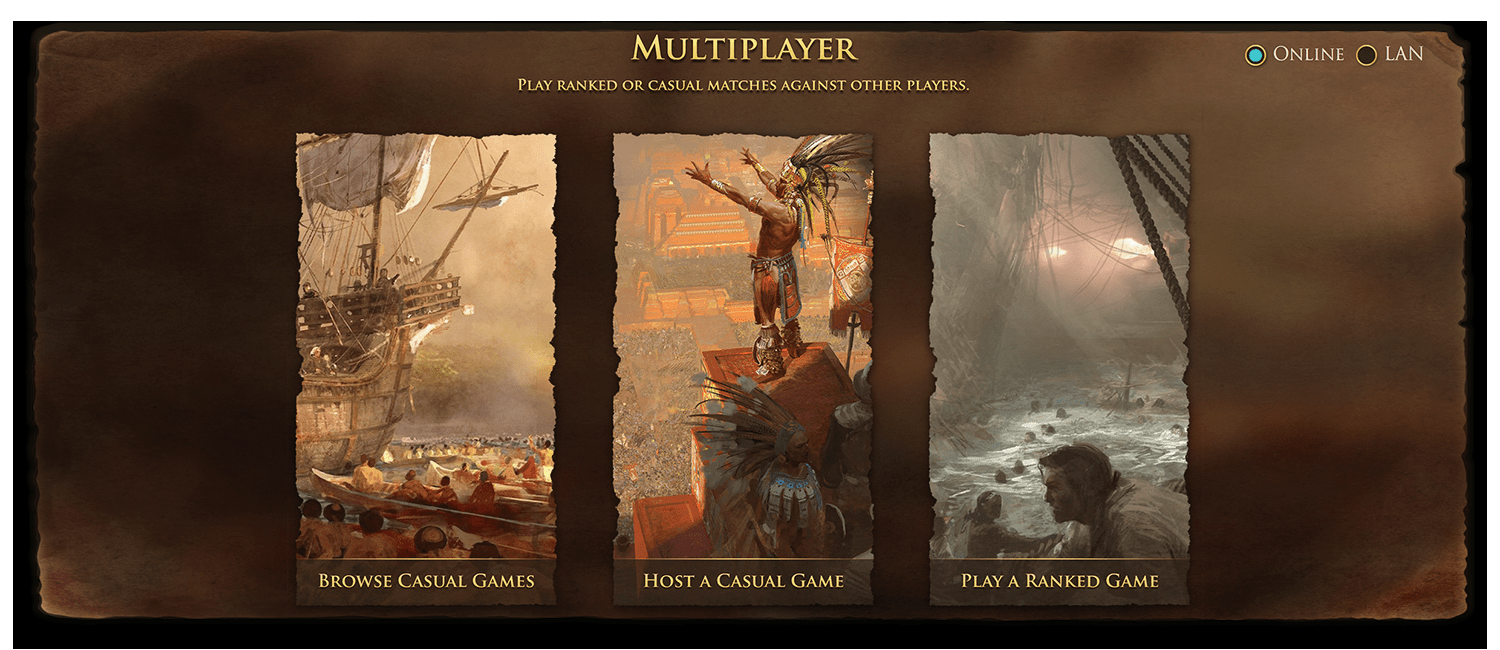 Multiplayer
Online LAN
Play ranked or casual matches against other players.
Browse Casual Games
Host a Casual Game
Play a Ranked Game